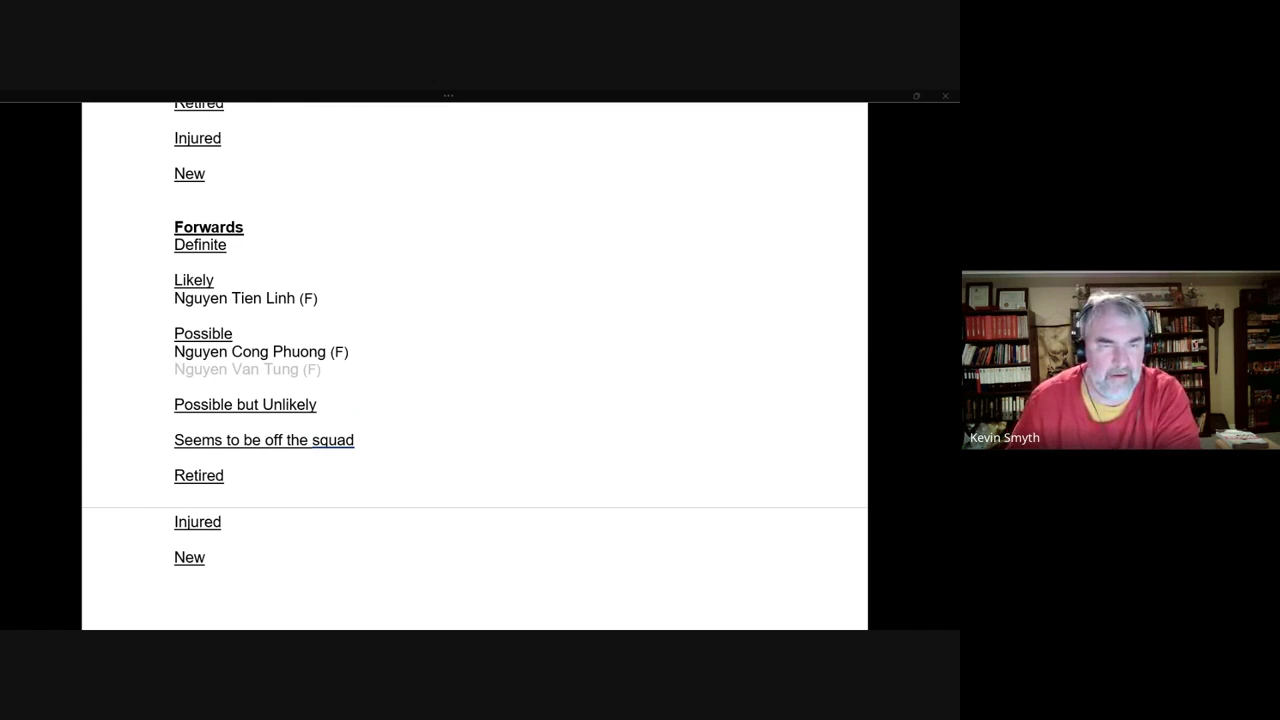 Retired
Injured
New
Forwards
Definite
Likely
Nguyen Tien Linh (F)
Possible
Nguyen Cong Phuong (F)
Nguyen Van Tung (F)
Possible but Unlikely
Seems to be off the squad
Retired
Injured
New
Kevin Smyth